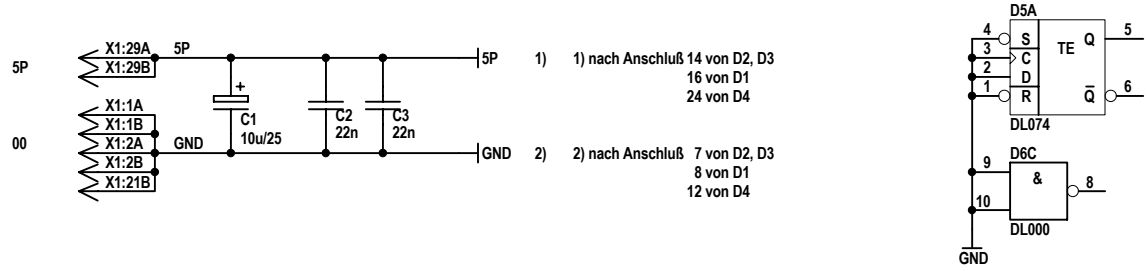 5P
X1:29A 5P
X1:29B
5P 1) 1) nach Anschluß 14 von D2, D3
16 von D1
24 von D4
+
C1
10u/25
C2
22n
C3
22n
00
X1:1A
X1:1B
X1:2A GND
X1:2B
X1:21B
GND 2) 2) nach Anschluß 7 von D2, D3
8 von D1
12 von D4
D5A
4 S TE Q 5
3 C
2 D
1 R Q 6
DL074
D6C
9 & 8
10
DL000
GND